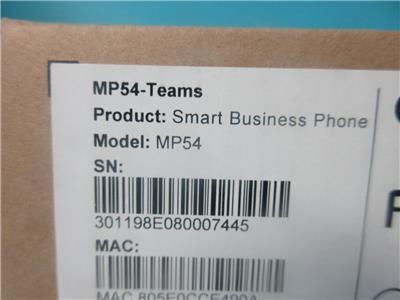 MP54-Teams
Product: Smart Business Phone
Model: MP54
SN:
301198E080007445
MAC: